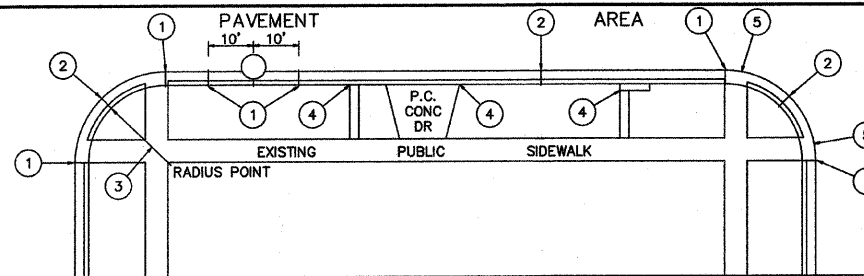 PAVEMENT AREA
10' 10'
1 2 1 5
2 2
1 4 4 4
P.C.
CONC
DR
5
EXISTING PUBLIC SIDEWALK
1
3 RADIUS POINT